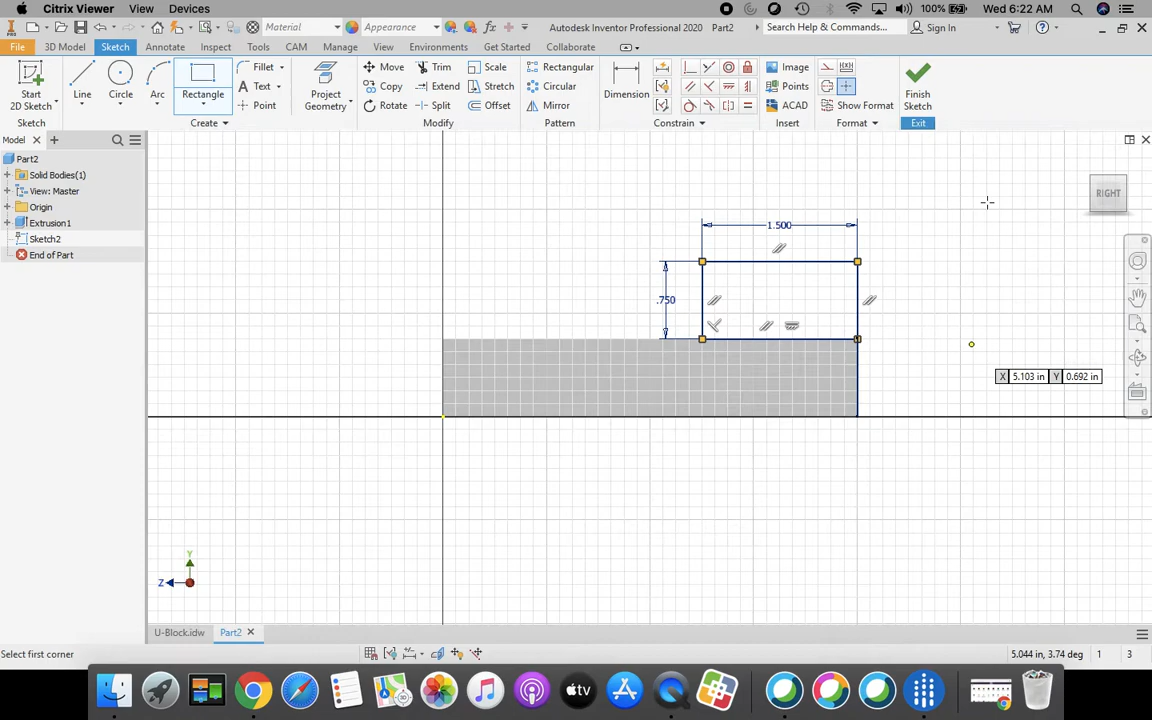 Citrix Viewer View Devices 100% Wed 6:22 AM
PRO Material Appearance fx Autodesk Inventor Professional 2020 Part2 Search Help & Commands... Sign In
File 3D Model Sketch Annotate Inspect Tools CAM Manage View Environments Get Started Collaborate
Start 2D Sketch
Line
Circle
Arc
Rectangle
Fillet
Text
Point
Project Geometry
Move Trim Scale
Copy Extend Stretch
Rotate Split Offset
Rectangular
Circular
Mirror
Dimension
Image
Points
ACAD
Show Format
Finish Sketch
Sketch Create Modify Pattern Constrain Insert Format Exit
Model
Part2
Solid Bodies(1)
View: Master
Origin
Extrusion1
Sketch2
End of Part
RIGHT
1.500
.750
X 5.103 in Y 0.692 in
Y
Z
U-Block.idw Part2
Select first corner 5.044 in, 3.74 deg 1 3
tv